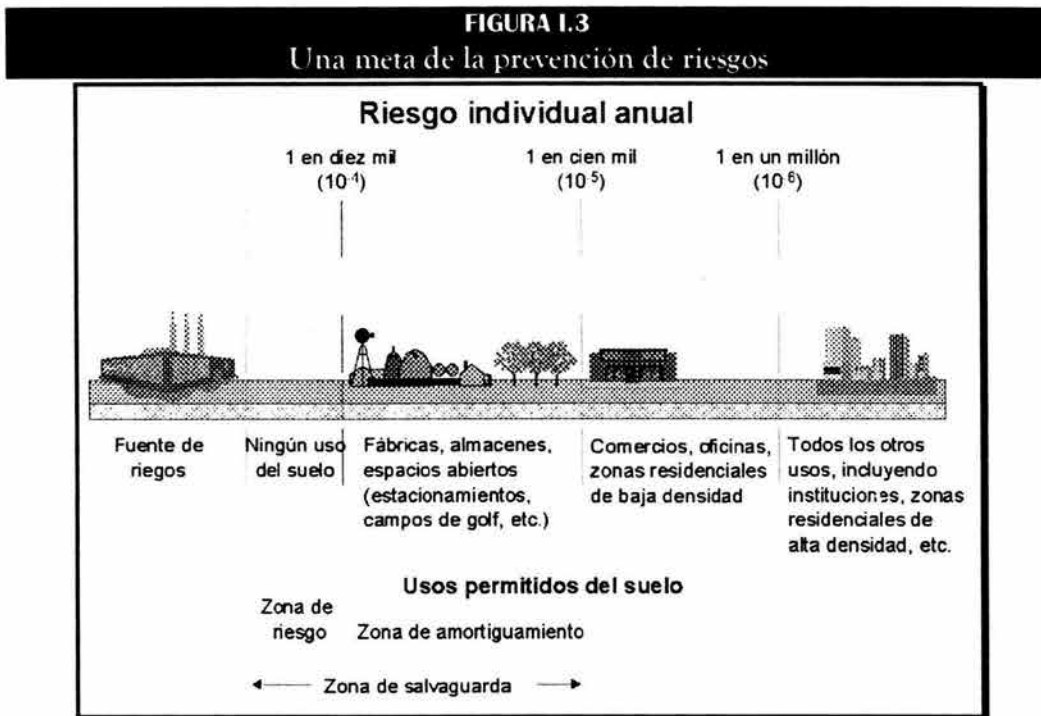 FIGURA I.3
Una meta de la prevención de riesgos
Riesgo individual anual
1 en diez mil
(10-4)
1 en cien mil
(10-5)
1 en un millón
(10-6)
Fuente de
riegos
Ningún uso
del suelo
Fábricas, almacenes,
espacios abiertos
(estacionamientos,
campos de golf, etc.)
Comercios, oficinas,
zonas residenciales
de baja densidad
Todos los otros
usos, incluyendo
instituciones, zonas
residenciales de
alta densidad, etc.
Usos permitidos del suelo
Zona de
riesgo
Zona de amortiguamiento
Zona de salvaguarda